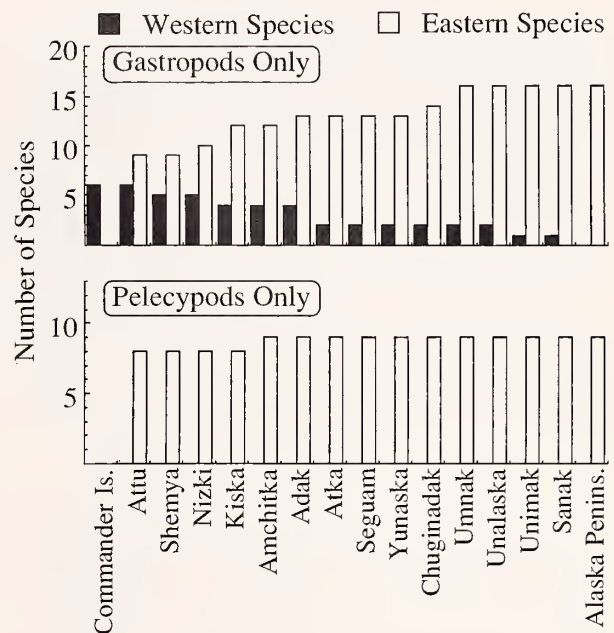 Western Species Eastern Species
Gastropods Only
20
15
10
5
Number of Species
Pelecypods Only
10
5
Commander Is.
Attu
Shemya
Nizki
Kiska
Amchitka
Adak
Atka
Seguam
Yunaska
Chuginadak
Umnak
Unalaska
Unimak
Sanak
Alaska Penins.